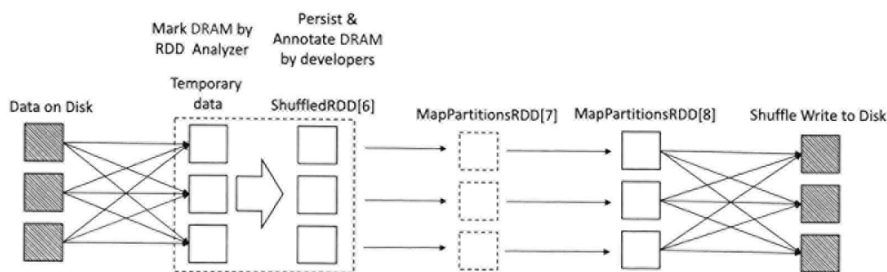 Mark DRAM by
RDD Analyzer
Persist &
Annotate DRAM
by developers
Data on Disk
Temporary
data
ShuffledRDD[6]
MapPartitionsRDD[7]
MapPartitionsRDD[8]
Shuffle Write to Disk